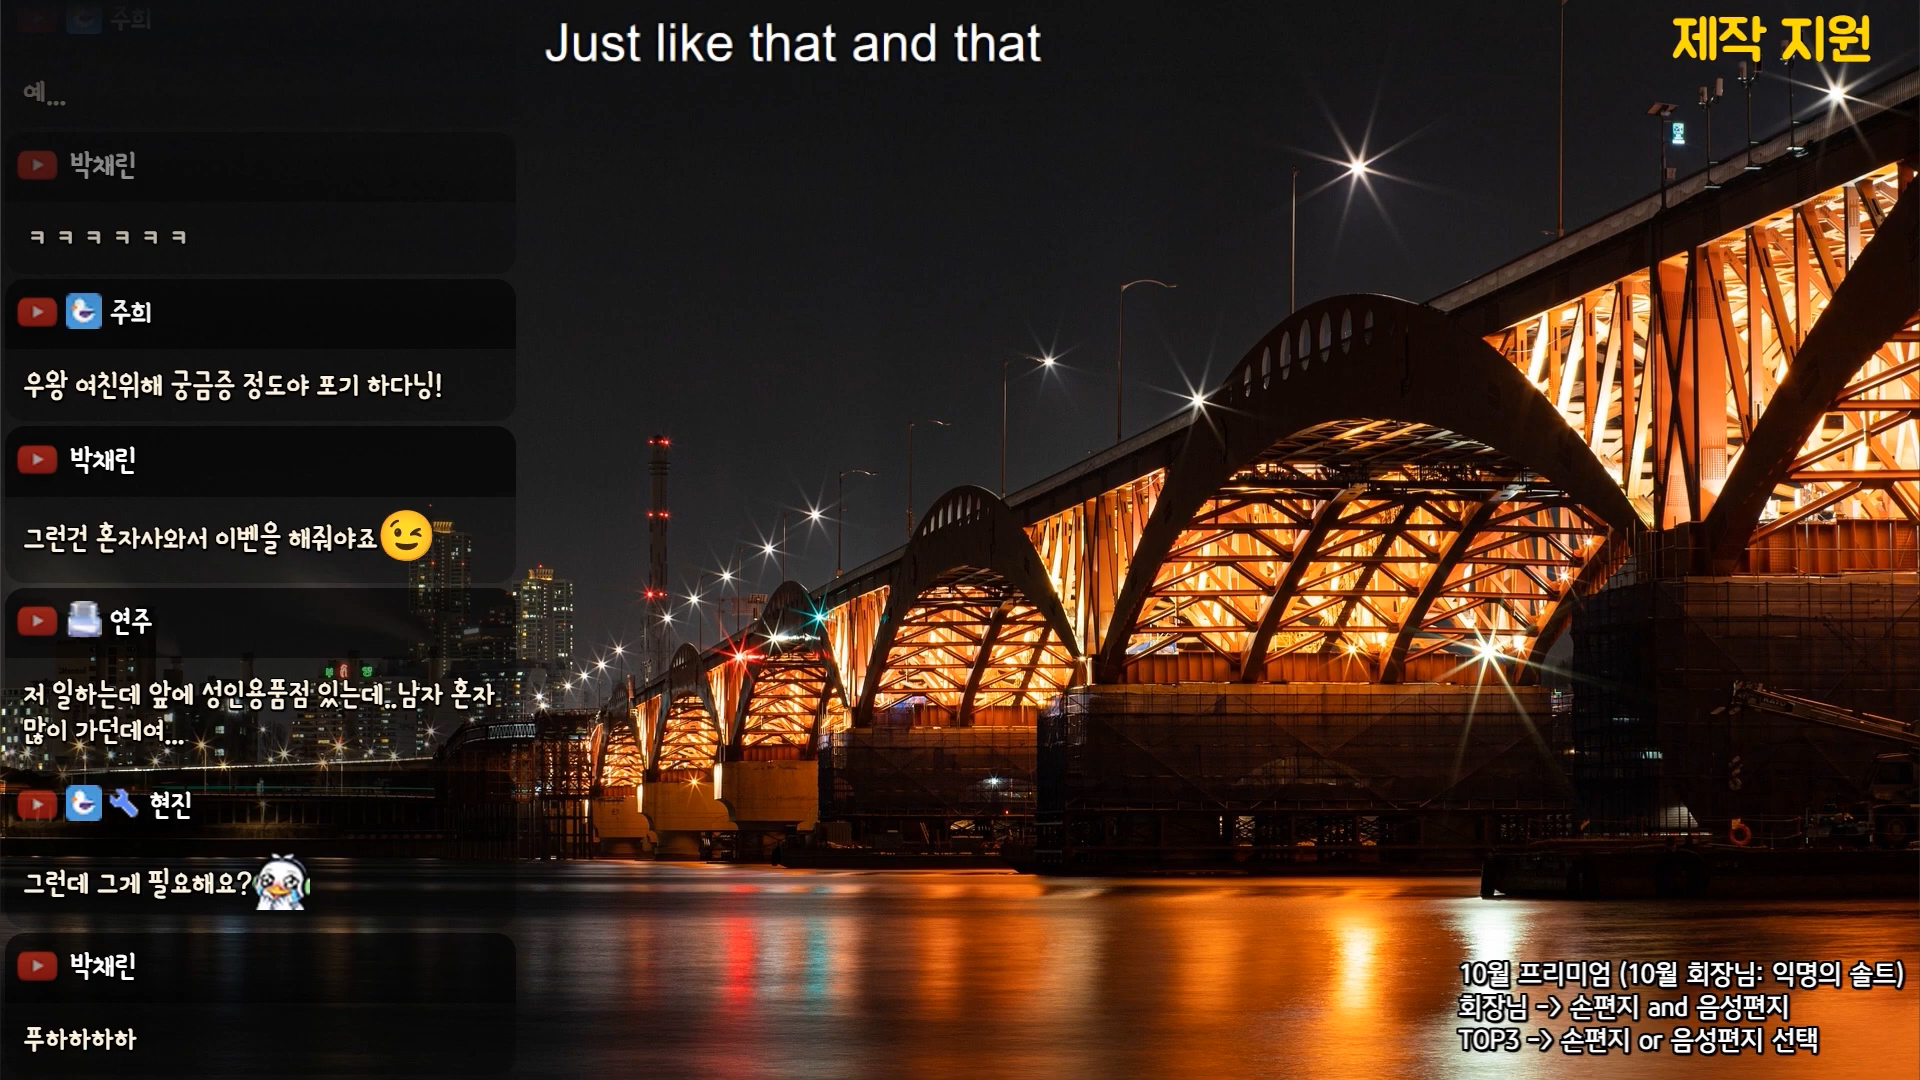 주희
예...
박채린
ㅋㅋㅋㅋㅋㅋ
주희
우왕 여친위해 궁금증 정도야 포기 하다닝!
박채린
그런건 혼자사와서 이벤을 해줘야죠😉
연주
저 일하는데 앞에 성인용품점 있는데..남자 혼자
많이 가던데여...
현진
그런데 그게 필요해요?
박채린
푸하하하하
Just like that and that
제작 지원
10월 프리미엄 (10월 회장님: 익명의 솔트)
회장님 -> 손편지 and 음성편지
TOP3 -> 손편지 or 음성편지 선택